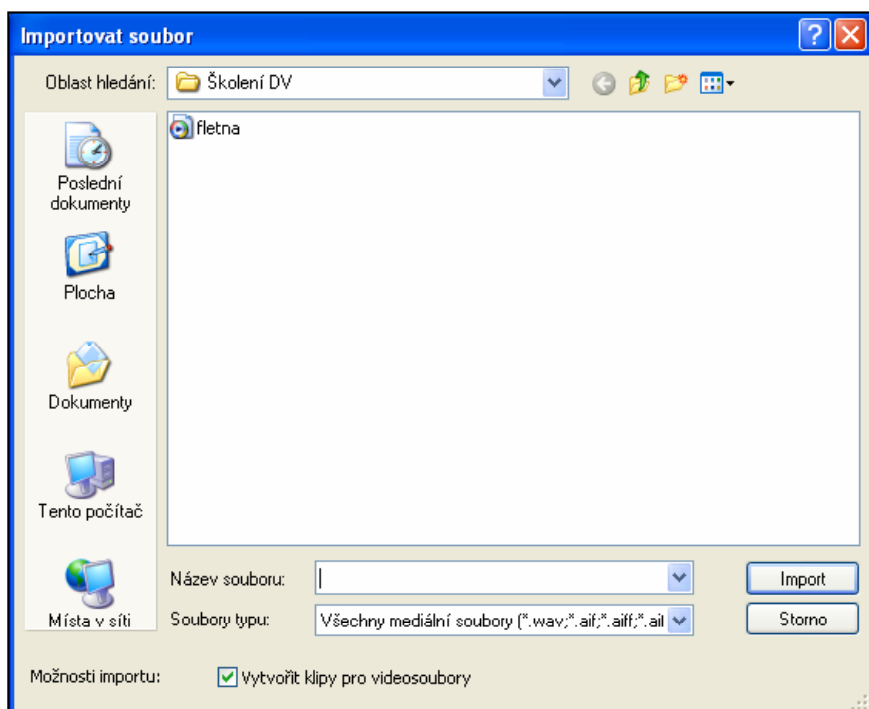 Importovat soubor
Oblast hledání:
Školení DV
fletna
Poslední
dokumenty
Plocha
Dokumenty
Tento počítač
Místa v síti
Název souboru:
Import
Soubory typu:
Všechny mediální soubory (*.wav;*.aif;*.aiff;*.ail
Storno
Možnosti importu:
Vytvořit klipy pro videosoubory